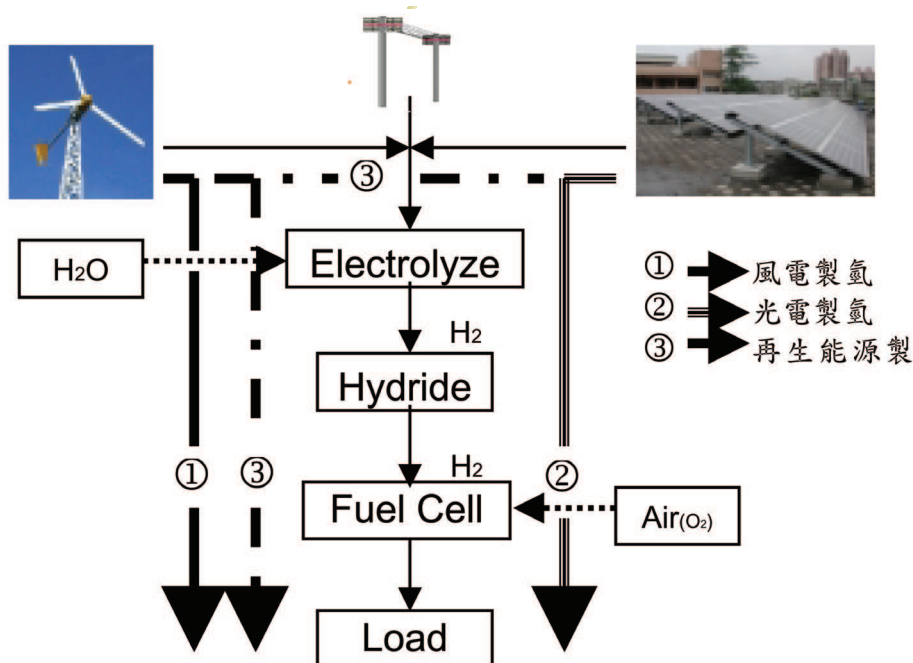 ③
H₂O
Electrolyze
① 風電製氫
② 光電製氫
③ 再生能源製
H₂
Hydride
H₂
① ③ ②
Fuel Cell
Air(O₂)
Load